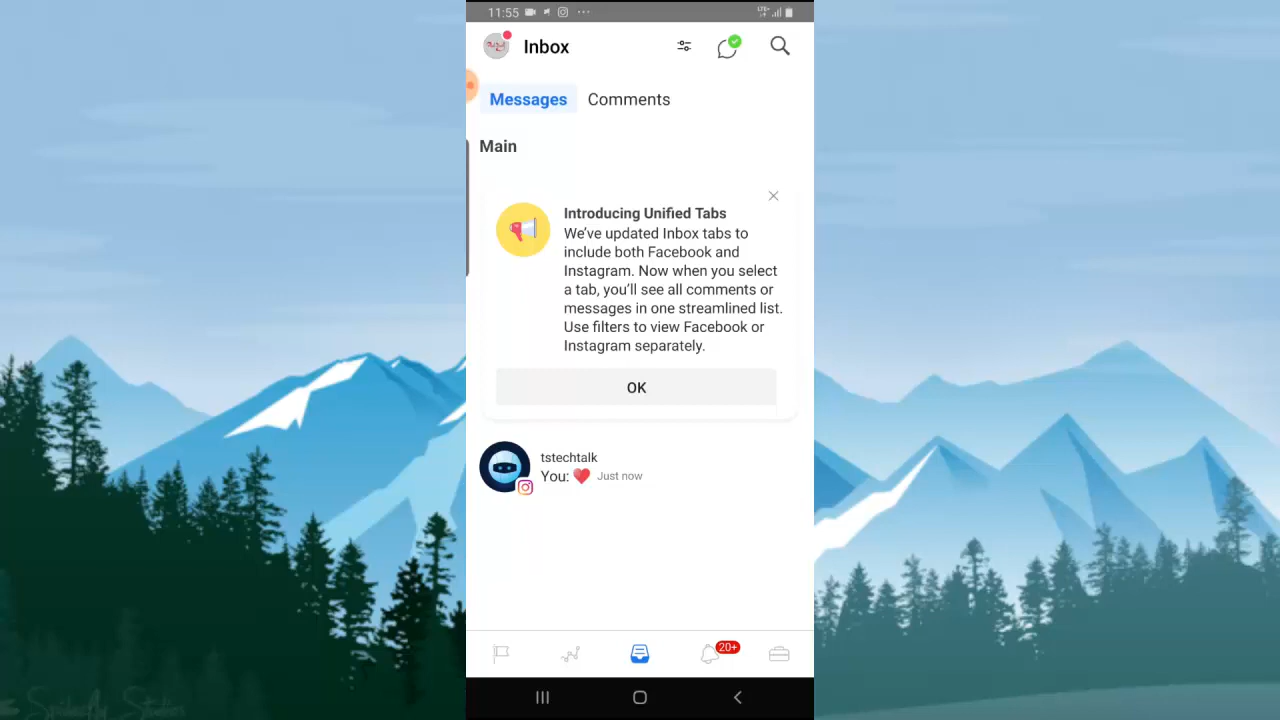 11:55
LTE+
Inbox
Messages Comments
Main
Introducing Unified Tabs
We've updated Inbox tabs to
include both Facebook and
Instagram. Now when you select
a tab, you'll see all comments or
messages in one streamlined list.
Use filters to view Facebook or
Instagram separately.
OK
tstechtalk
You: ❤️ Just now
20+